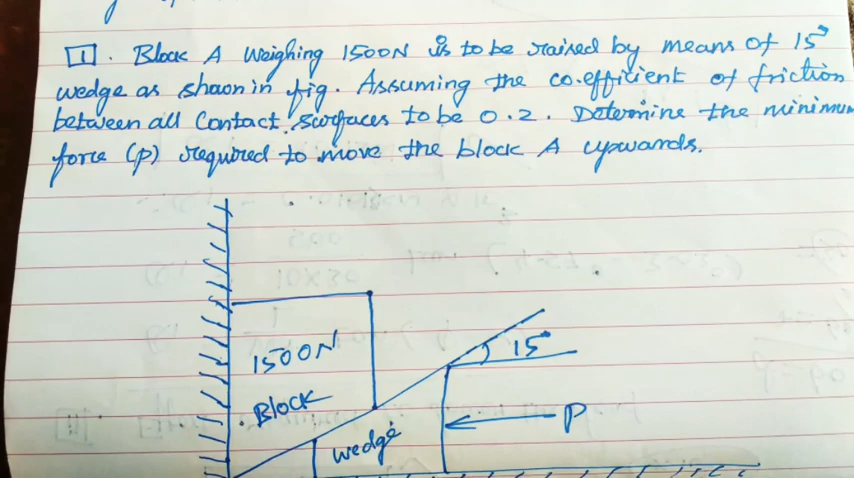 1. Block A Weighing 1500N is to be raised by means of 15°
wedge as shown in fig. Assuming the co.efficient of friction
between all Contact surfaces to be 0.2. Determine the minimum
force (P) required to move the block A upwards.
1500N
Block
15°
wedge
P